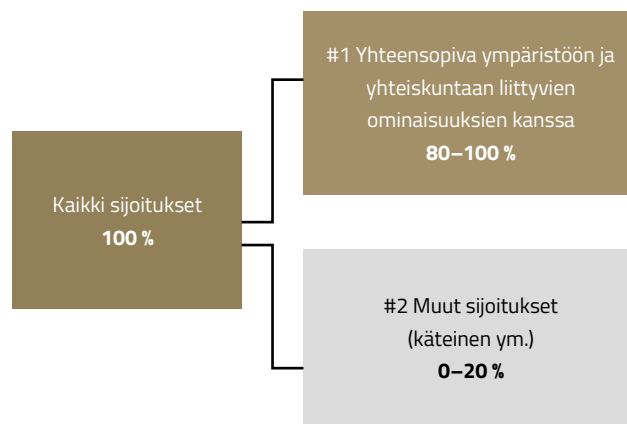 #1 Yhteensopiva ympäristöön ja
yhteiskuntaan liittyvien
ominaisuuksien kanssa
80–100 %
Kaikki sijoitukset
100 %
#2 Muut sijoitukset
(käteinen ym.)
0–20 %